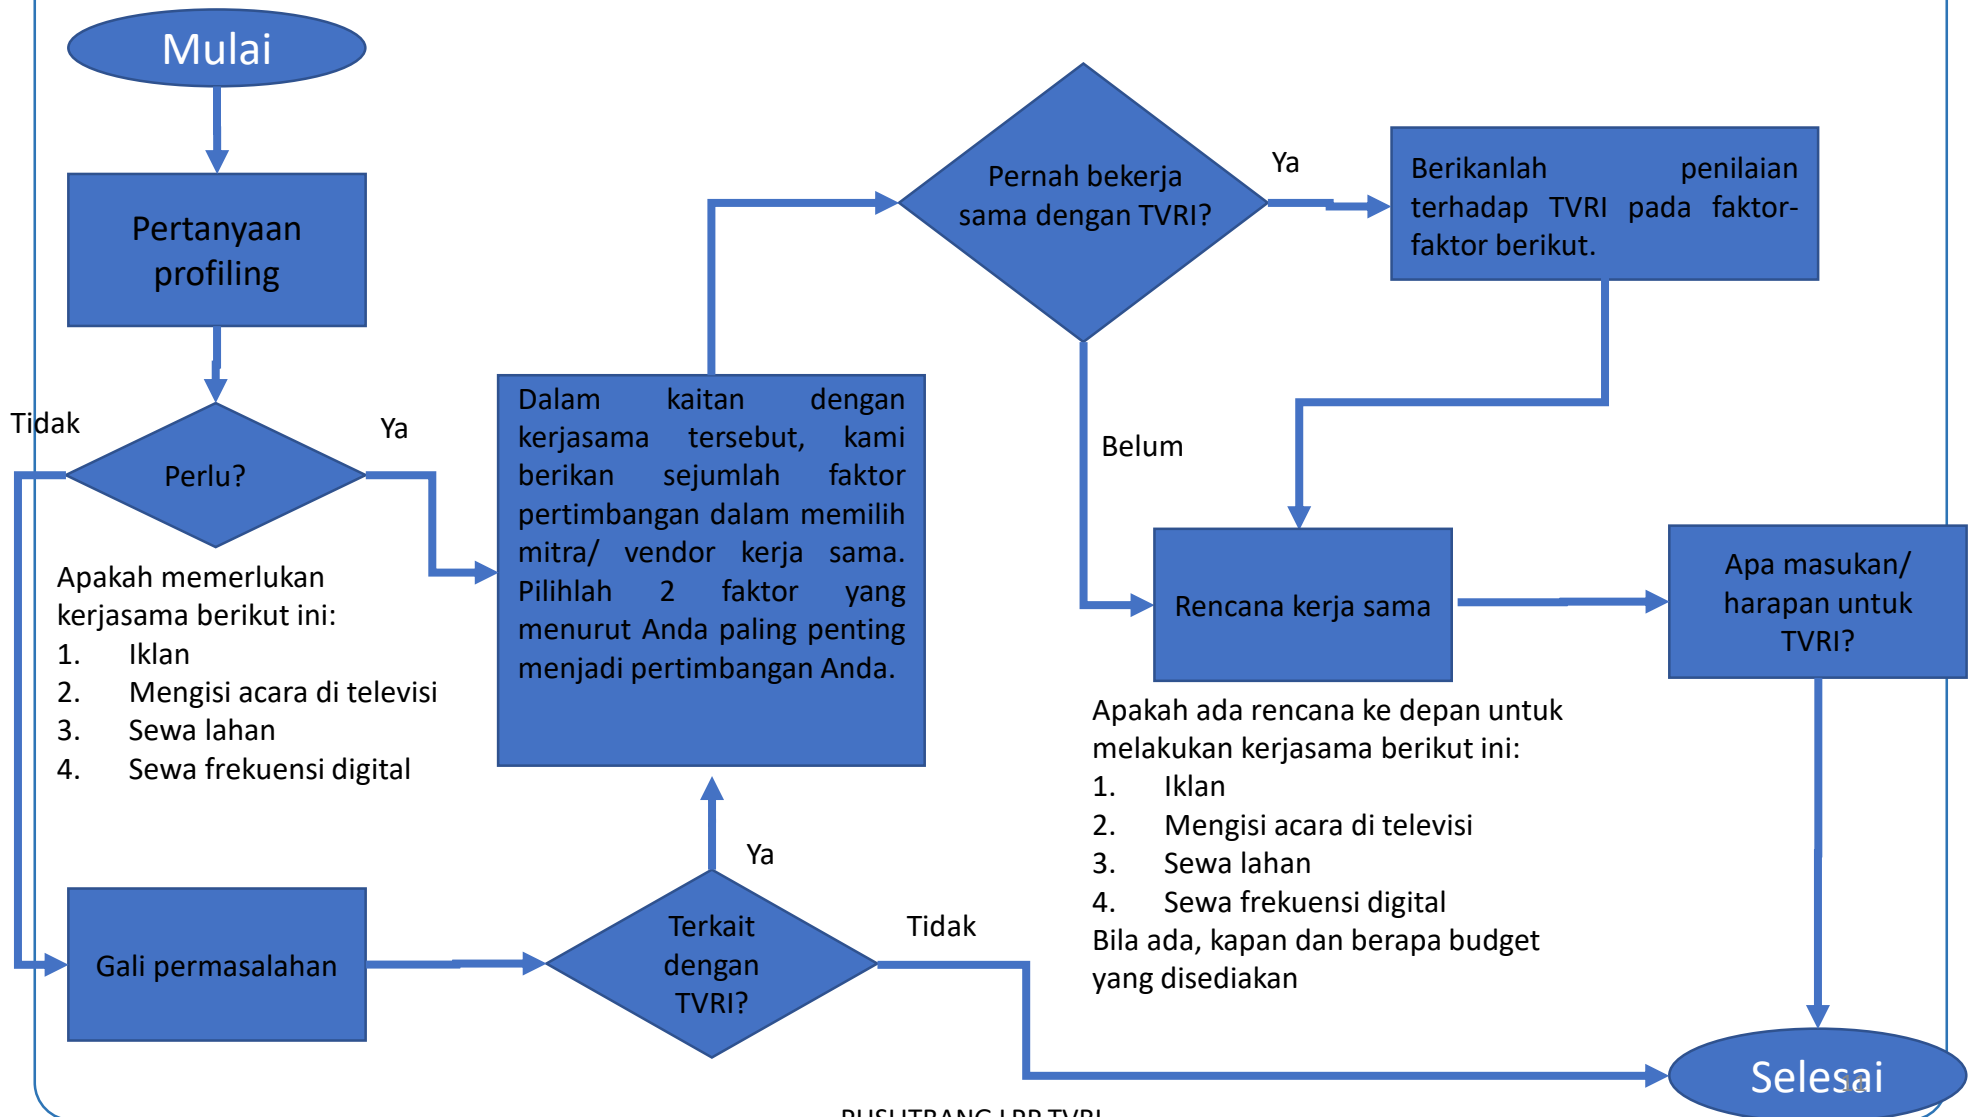 Mulai
Pertanyaan
profiling
Tidak
Ya
Perlu?
Apakah memerlukan
kerjasama berikut ini:
1. Iklan
2. Mengisi acara di televisi
3. Sewa lahan
4. Sewa frekuensi digital
Gali permasalahan
Dalam kaitan dengan
kerjasama tersebut, kami
berikan sejumlah faktor
pertimbangan dalam memilih
mitra/ vendor kerja sama.
Pilihlah 2 faktor yang
menurut Anda paling penting
menjadi pertimbangan Anda.
Ya
Terkait
dengan
TVRI?
Tidak
Pernah bekerja
sama dengan TVRI?
Ya
Belum
Berikanlah penilaian
terhadap TVRI pada faktor-
faktor berikut.
Rencana kerja sama
Apakah ada rencana ke depan untuk
melakukan kerjasama berikut ini:
1. Iklan
2. Mengisi acara di televisi
3. Sewa lahan
4. Sewa frekuensi digital
Bila ada, kapan dan berapa budget
yang disediakan
Apa masukan/
harapan untuk
TVRI?
Selesai
LPP TVRI